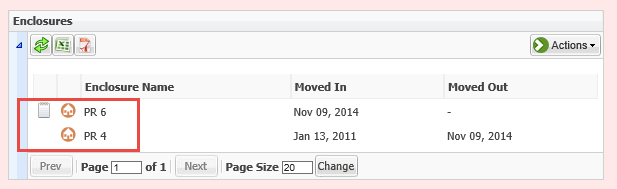 Enclosures
Actions
Enclosure Name Moved In Moved Out
PR 6 Nov 09, 2014 -
PR 4 Jan 13, 2011 Nov 09, 2014
Prev Page 1 of 1 Next Page Size 20 Change